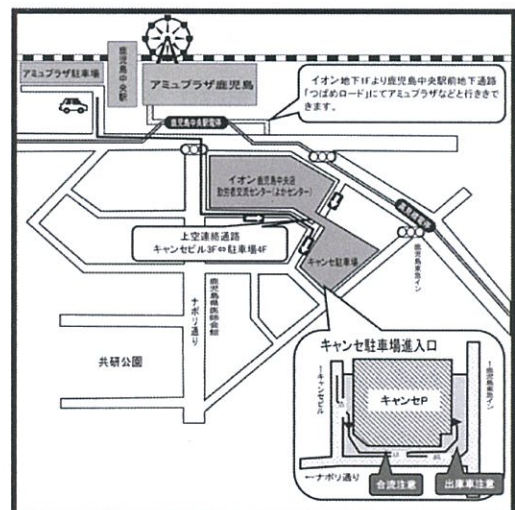 鹿児島中央駅
アミュプラザ駐車場
アミュプラザ鹿児島
イオン地下1Fより鹿児島中央駅前地下通路
「つばめロード」にてアミュプラザなどと行きき
できます。
鹿児島中央駅電停
イオン鹿児島中央店
勤労者交流センター(よかセンター)
高見橋電停
上空連絡通路
キャンセビル3F⇔駐車場4F
キャンセ駐車場
鹿児島東急イン
ナポリ通り
鹿児島県医師会館
共研公園
キャンセ駐車場進入口
↑キャンセビル
キャンセP
↑鹿児島東急イン
←ナポリ通り
合流注意
出庫車注意